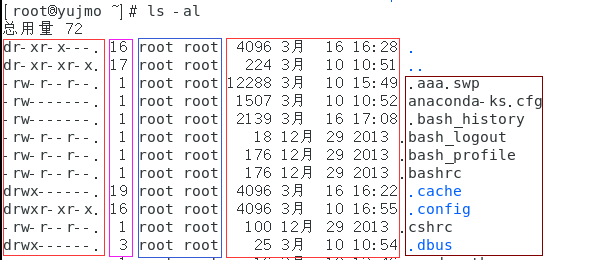 [root@yujmo ~]# ls -al
总用量 72
dr-xr-x---. 16 root root 4096 3月 16 16:28 .
dr-xr-xr-x. 17 root root 224 3月 10 10:51 ..
-rw-r--r--. 1 root root 12288 3月 10 15:49 .aaa.swp
-rw-------. 1 root root 1507 3月 10 10:52 anaconda-ks.cfg
-rw-------. 1 root root 2139 3月 16 17:08 .bash_history
-rw-r--r--. 1 root root 18 12月 29 2013 .bash_logout
-rw-r--r--. 1 root root 176 12月 29 2013 .bash_profile
-rw-r--r--. 1 root root 176 12月 29 2013 .bashrc
drwx------. 19 root root 4096 3月 16 16:22 .cache
drwxr-xr-x. 16 root root 4096 3月 10 16:55 .config
-rw-r--r--. 1 root root 100 12月 29 2013 .cshrc
drwx------. 3 root root 25 3月 10 10:54 .dbus